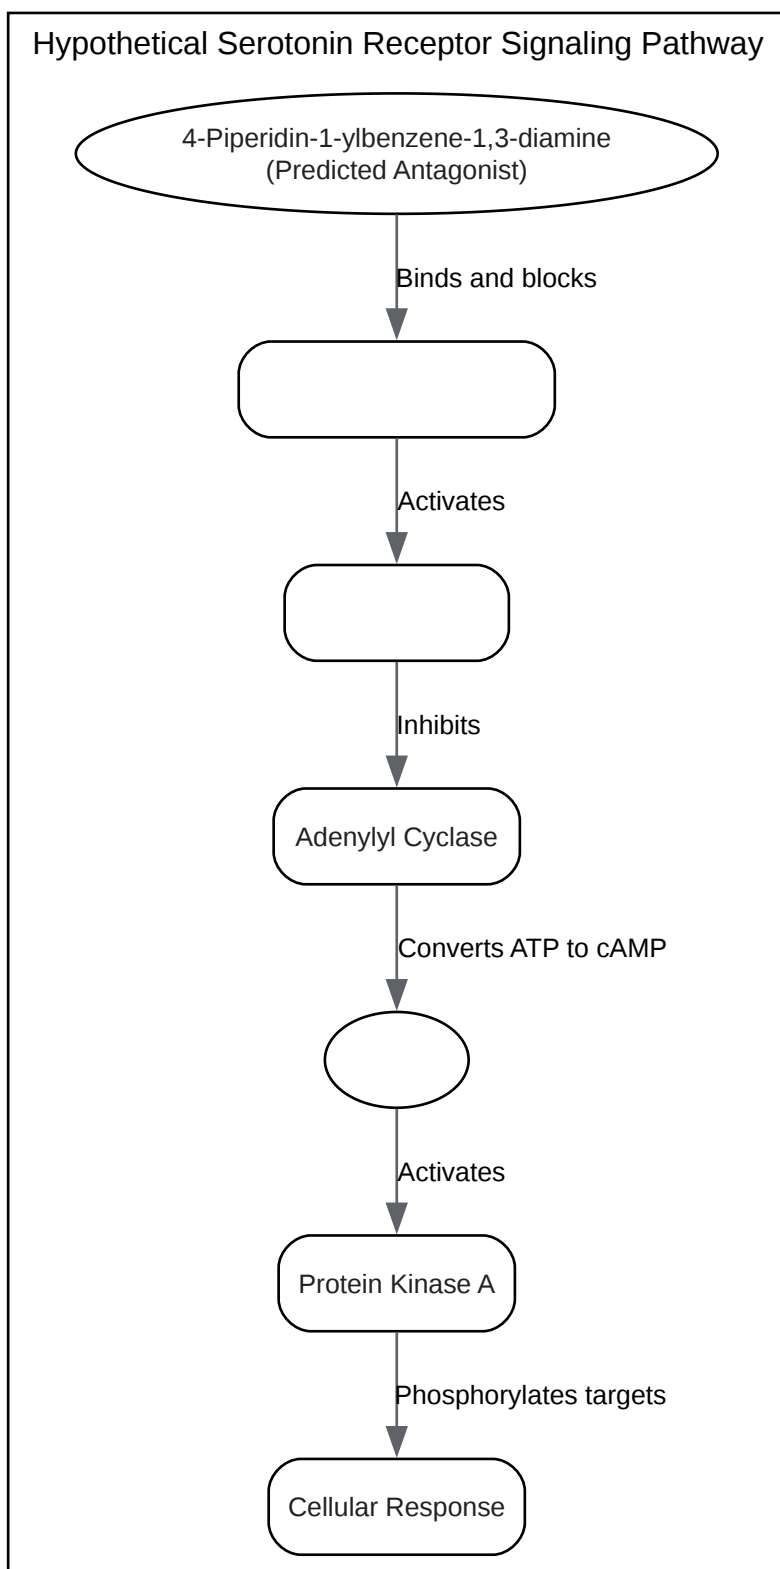 Hypothetical Serotonin Receptor Signaling Pathway
4-Piperidin-1-ylbenzene-1,3-diamine
(Predicted Antagonist)
Binds and blocks
Activates
Inhibits
Adenylyl Cyclase
Converts ATP to cAMP
Activates
Protein Kinase A
Phosphorylates targets
Cellular Response